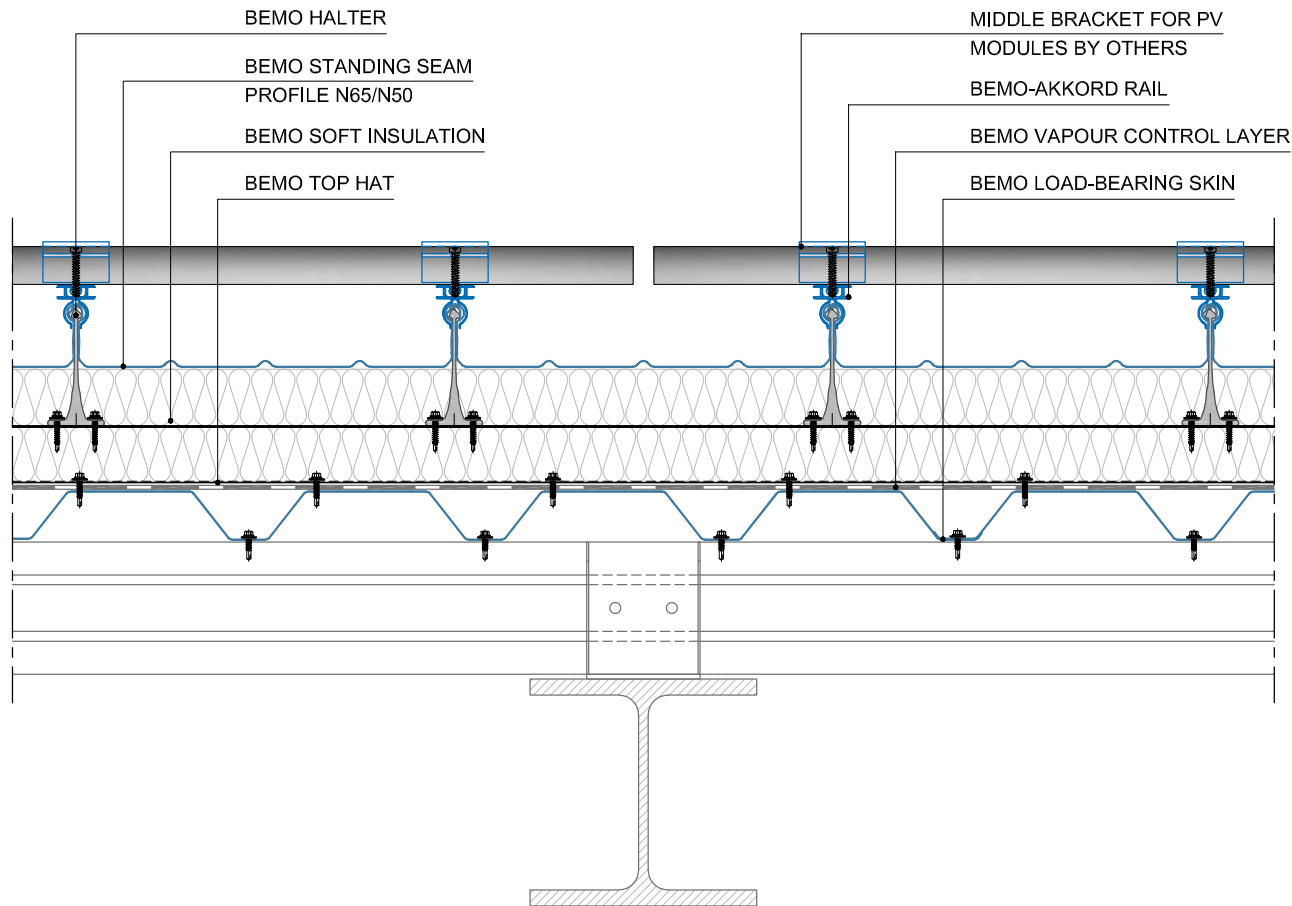 BEMO HALTER
BEMO STANDING SEAM
PROFILE N65/N50
BEMO SOFT INSULATION
BEMO TOP HAT
MIDDLE BRACKET FOR PV
MODULES BY OTHERS
BEMO-AKKORD RAIL
BEMO VAPOUR CONTROL LAYER
BEMO LOAD-BEARING SKIN